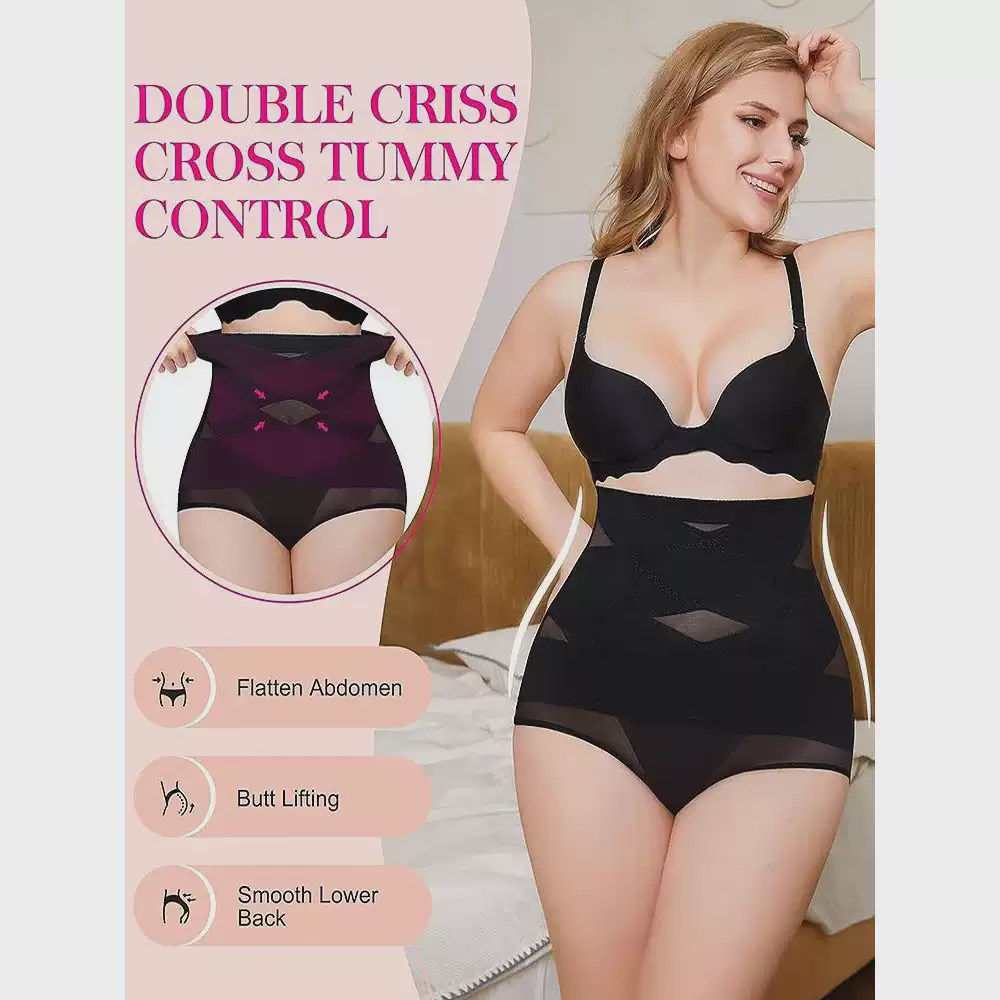 DOUBLE CRISS
CROSS TUMMY
CONTROL
Flatten Abdomen
Butt Lifting
Smooth Lower
Back